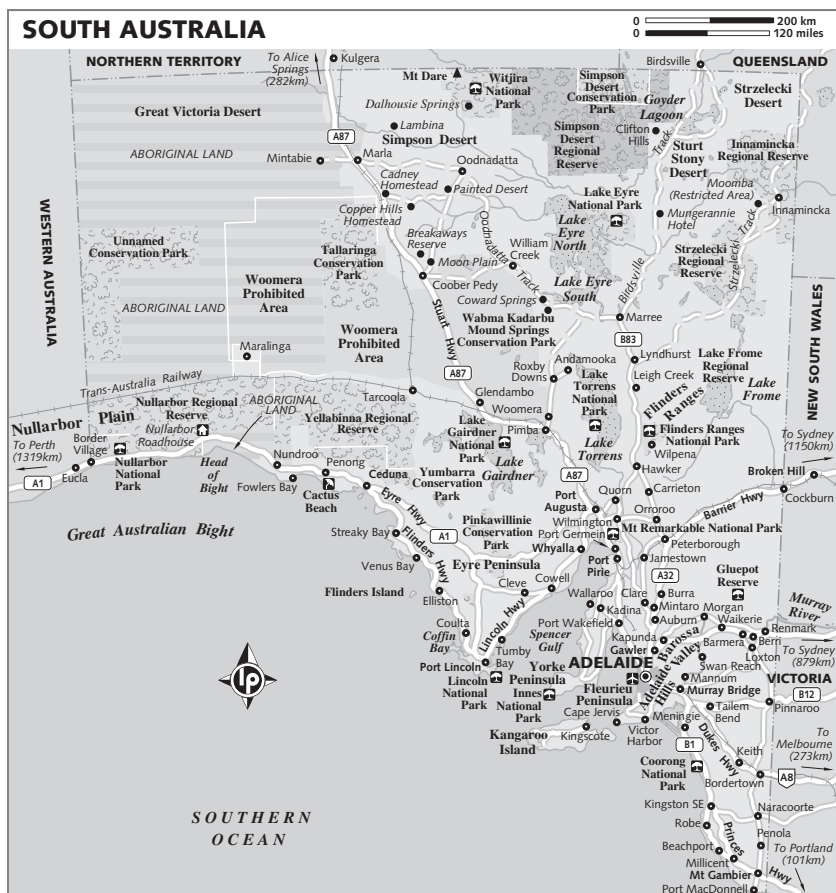 SOUTH AUSTRALIA
0 200 km
0 120 miles
NORTHERN TERRITORY
To Alice
Springs
(282km)
Kulgera
Mt Dare
Witjira
National
Park
Dalhousie Springs
Simpson
Desert
Conservation
Park
Birdsville
QUEENSLAND
Goyder
Lagoon
Strzelecki
Desert
Great Victoria Desert
A87
Lambina
Simpson Desert
Simpson
Desert
Regional
Reserve
Clifton
Hills
Track
Sturt
Stony
Desert
Innamincka
Regional Reserve
ABORIGINAL LAND
Mintabie
Marla
Oodnadatta
Cadney
Homestead
Painted Desert
Copper Hills
Homestead
Moomba
(Restricted Area)
Innamincka
Lake Eyre
National Park
Mungerannie
Hotel
Lake
Eyre
North
WESTERN AUSTRALIA
Unnamed
Conservation Park
Tallaringa
Conservation
Park
Breakaways
Reserve
Moon Plain
Oodnadatta
Track
William
Creek
Strzelecki
Regional
Reserve
Strzelecki
Track
Woomera
Prohibited
Area
Coober Pedy
Lake Eyre
South
Birdsville
Coward Springs
ABORIGINAL LAND
Woomera
Prohibited
Area
Stuart Hwy
Wabma Kadarbu
Mound Springs
Conservation Park
Marree
B83
NEW SOUTH WALES
Maralinga
Lyndhurst
Andamooka
Roxby
Downs
Leigh Creek
Lake Frome
Regional
Reserve
Lake
Frome
Trans-Australia Railway
A87
Lake
Torrens
National
Park
Flinders
Ranges
Tarcoola
Glendambo
Woomera
Nullarbor Plain
Nullarbor Regional
Reserve
ABORIGINAL
LAND
Yellabinna Regional
Reserve
Lake
Gairdner
National
Park
Pimba
Lake
Torrens
Flinders Ranges
National Park
Nullarbor
Roadhouse
Wilpena
To Perth
(1319km)
Border
Village
To Sydney
(1150km)
A1
Eucla
Nullarbor
National
Park
Head
of
Bight
Nundroo
Penong
Ceduna
Fowlers Bay
Cactus
Beach
Yumbarra
Conservation
Park
Lake
Gairdner
A87
Hawker
Broken Hill
Cockburn
Barrier Hwy
Port
Augusta
Quorn
Carrieton
Orroroo
Wilmington
Mt Remarkable National Park
Great Australian Bight
Eyre Hwy
Pinkawillinie
Conservation
Park
A1
Streaky Bay
Flinders Hwy
Port Germein
Whyalla
Peterborough
Port
Pirie
Jamestown
Venus Bay
Eyre Peninsula
A32
Gluepot
Reserve
Flinders Island
Elliston
Cleve
Cowell
Wallaroo
Clare
Burra
Kadina
Mintaro
Morgan
Murray
River
Coulta
Coffin
Bay
Lincoln Hwy
Port Wakefield
Auburn
Waikerie
Renmark
Spencer
Gulf
Kapunda
Barmera
Berri
Tumby
Bay
Gawler
Barossa
Valley
Loxton
To Sydney
(879km)
Port Lincoln
Lincoln
National
Park
Yorke
Peninsula
Innes
National
Park
ADELAIDE
Adelaide
Hills
Swan Reach
Mannum
VICTORIA
Fleurieu
Peninsula
Murray Bridge
B12
Cape Jervis
Meningie
Tailem
Bend
Pinnaroo
Kangaroo
Island
Kingscote
Victor
Harbor
B1
Dukes Hwy
To
Melbourne
(273km)
LP
Keith
Coorong
National
Park
Bordertown
A8
SOUTHERN
OCEAN
Kingston SE
Naracoorte
Robe
Princes
Hwy
Penola
Beachport
To Portland
(101km)
Millicent
Mt Gambier
Port MacDonnell